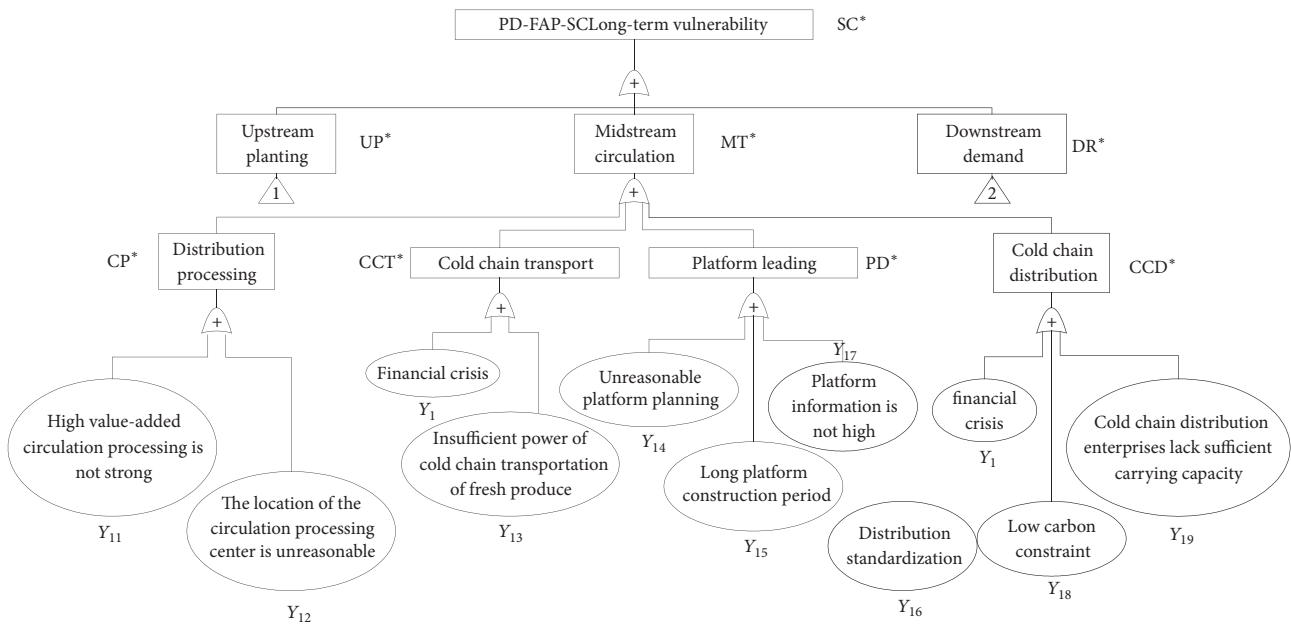 PD-FAP-SCLong-term vulnerability
SC*
+
Upstream
planting
UP*
1
Midstream
circulation
MT*
+
Downstream
demand
DR*
2
CP*
Distribution
processing
+
CCT*
Cold chain transport
+
Platform leading
PD*
+
Cold chain
distribution
CCD*
+
High value-added
circulation processing is
not strong
Y11
The location of the
circulation processing
center is unreasonable
Y12
Financial crisis
Y1
Insufficient power of
cold chain transportation
of fresh produce
Y13
Unreasonable
platform planning
Y14
Long platform
construction period
Y15
Y17
Platform
information is
not high
Distribution
standardization
Y16
financial
crisis
Y1
Low carbon
constraint
Y18
Cold chain distribution
enterprises lack sufficient
carrying capacity
Y19